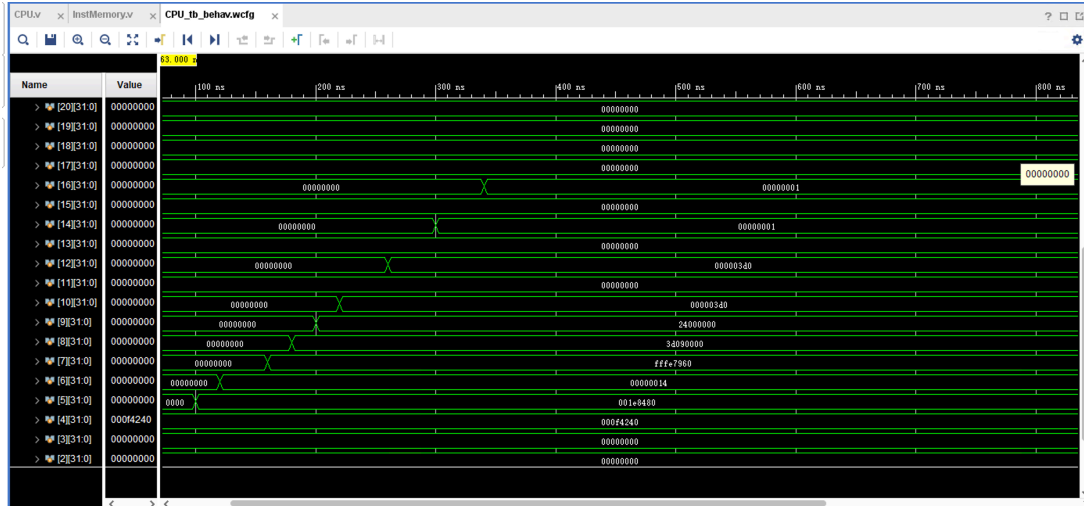 CPU.v × InstMemory.v × CPU_tb_behav.wcfg ×
63.000 n
Name Value 100 ns 200 ns 300 ns 400 ns 500 ns 600 ns 700 ns 800 ns
[20][31:0] 00000000 00000000
[19][31:0] 00000000 00000000
[18][31:0] 00000000 00000000
[17][31:0] 00000000 00000000
00000000
[16][31:0] 00000000 00000000 00000001
[15][31:0] 00000000 00000000
[14][31:0] 00000000 00000000 00000001
[13][31:0] 00000000 00000000
[12][31:0] 00000000 00000000 000003d0
[11][31:0] 00000000 00000000
[10][31:0] 00000000 00000000 000003d0
[9][31:0] 00000000 00000000 24000000
[8][31:0] 00000000 00000000 3d090000
[7][31:0] 00000000 00000000 fffe7960
[6][31:0] 00000000 00000000 00000014
[5][31:0] 00000000 0000 001e8480
[4][31:0] 000f4240 000f4240
[3][31:0] 00000000 00000000
[2][31:0] 00000000 00000000